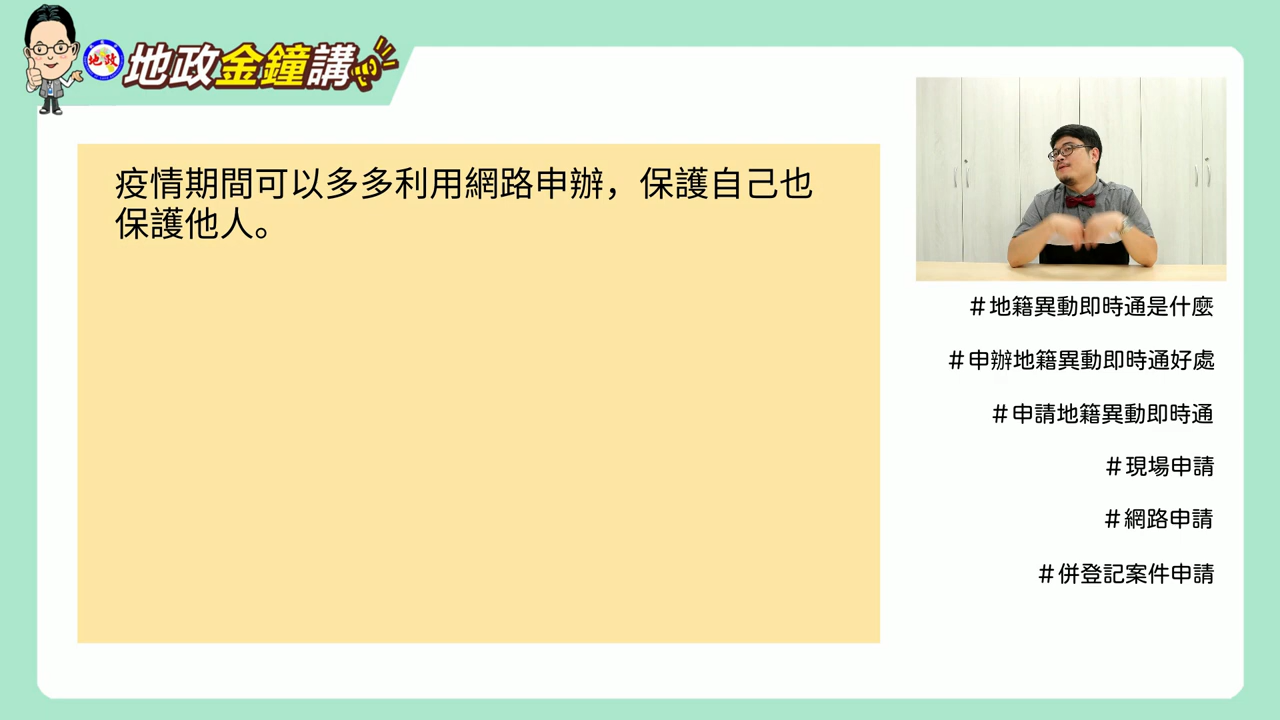 地政金鐘講
地政
疫情期間可以多多利用網路申辦，保護自己也
保護他人。
#地籍異動即時通是什麼
#申辦地籍異動即時通好處
#申請地籍異動即時通
#現場申請
#網路申請
#併登記案件申請